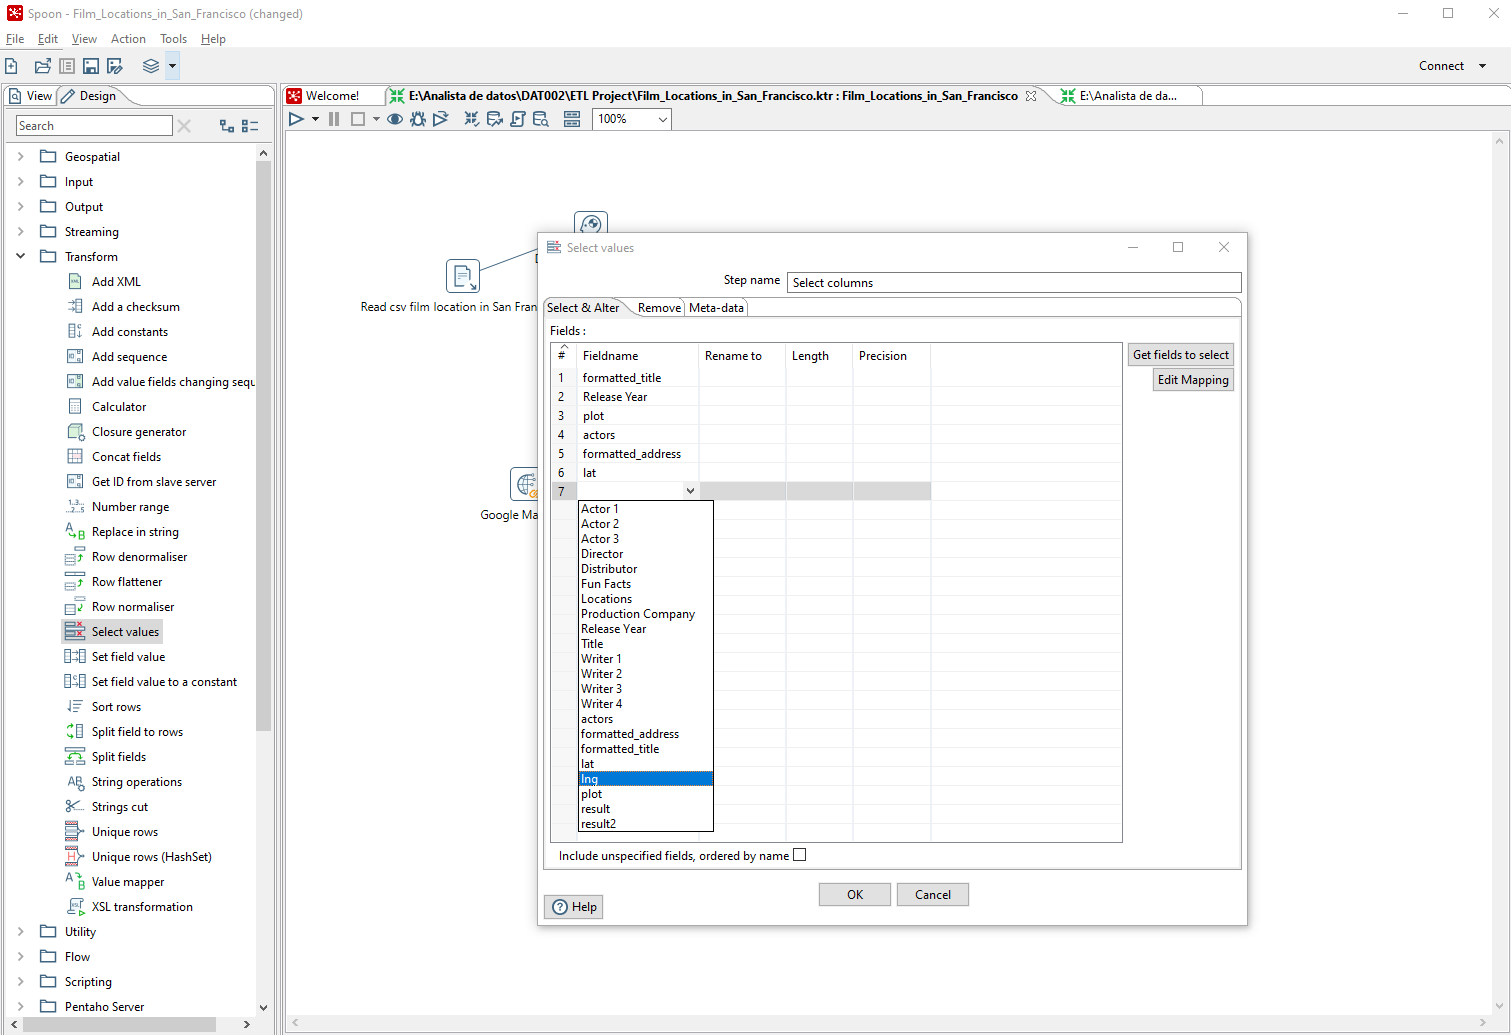 Spoon - Film_Locations_in_San_Francisco (changed)
File Edit View Action Tools Help
Connect
View Design
Welcome! E:\Analista de datos\DAT002\ETL Project\Film_Locations_in_San_Francisco.ktr : Film_Locations_in_San_Francisco E:\Analista de da...
Search
100%
Geospatial
Input
Output
Streaming
Transform
Add XML
Add a checksum
Add constants
Add sequence
Add value fields changing sequ
Calculator
Closure generator
Concat fields
Get ID from slave server
Number range
Replace in string
Row denormaliser
Row flattener
Row normaliser
Select values
Set field value
Set field value to a constant
Sort rows
Split field to rows
Split fields
String operations
Strings cut
Unique rows
Unique rows (HashSet)
Value mapper
XSL transformation
Utility
Flow
Scripting
Pentaho Server
Read csv film location in San Fran
Google Ma
Select values
Step name Select columns
Select & Alter Remove Meta-data
Fields :
# Fieldname Rename to Length Precision
1 formatted_title
2 Release Year
3 plot
4 actors
5 formatted_address
6 lat
7
Get fields to select
Edit Mapping
Actor 1
Actor 2
Actor 3
Director
Distributor
Fun Facts
Locations
Production Company
Release Year
Title
Writer 1
Writer 2
Writer 3
Writer 4
actors
formatted_address
formatted_title
lat
lng
plot
result
result2
Include unspecified fields, ordered by name
OK Cancel
Help